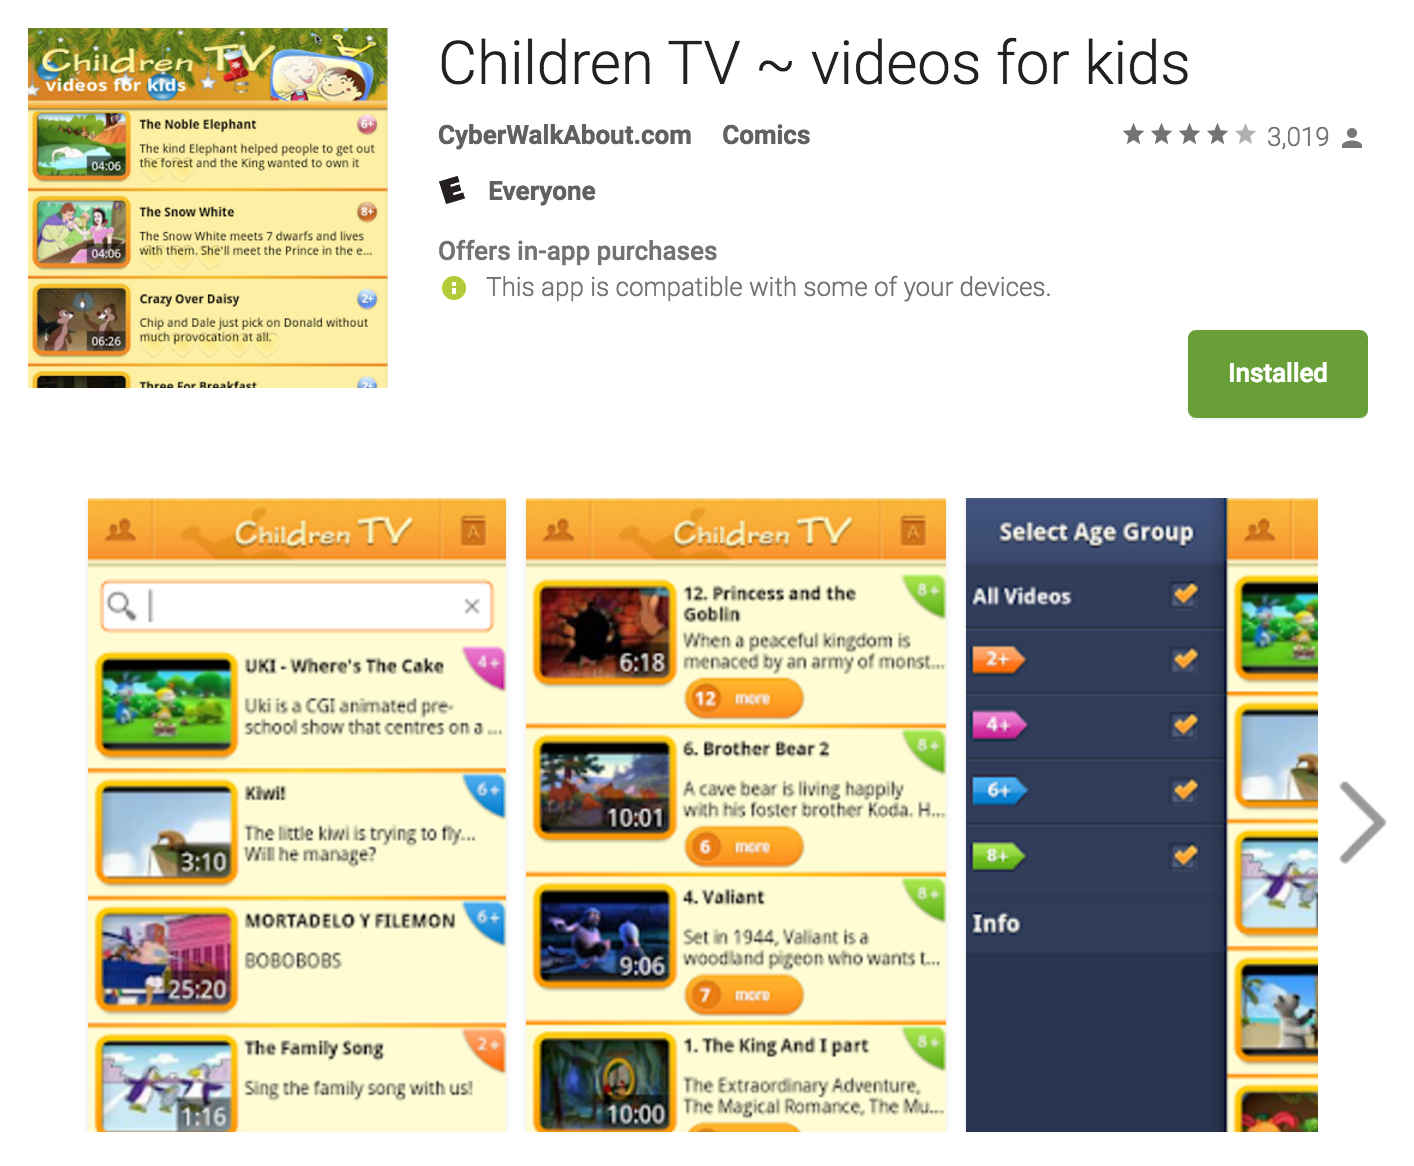 Children TV
videos for kids
The Noble Elephant
6+
The kind Elephant helped people to get out
the forest and the King wanted to own it
04:06
The Snow White
8+
The Snow White meets 7 dwarfs and lives
with them. She'll meet the Prince in the e...
04:06
Crazy Over Daisy
2+
Chip and Dale just pick on Donald without
much provocation at all.
06:26
Three For Breakfast
2+
Children TV ~ videos for kids
CyberWalkAbout.com Comics
3,019
E Everyone
Offers in-app purchases
This app is compatible with some of your devices.
Installed
Children TV
A
UKI - Where's The Cake
4+
Uki is a CGI animated pre-
school show that centres on a ...
Kiwi!
6+
The little kiwi is trying to fly...
Will he manage?
3:10
MORTADELO Y FILEMON
6+
BOBOBOBS
25:20
The Family Song
2+
Sing the family song with us!
1:16
Children TV
A
12. Princess and the
Goblin
8+
When a peaceful kingdom is
menaced by an army of monst...
6:18
12 more
6. Brother Bear 2
8+
A cave bear is living happily
with his foster brother Koda. H...
10:01
6 more
4. Valiant
8+
Set in 1944, Valiant is a
woodland pigeon who wants t...
9:06
7 more
1. The King And I part
8+
The Extraordinary Adventure,
The Magical Romance, The Mu...
10:00
Select Age Group
All Videos
2+
4+
6+
8+
Info